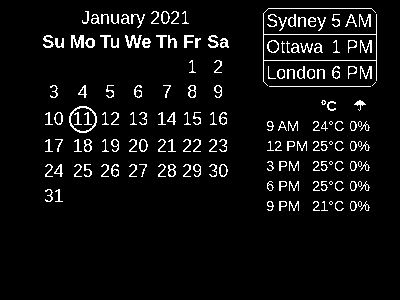 January 2021
Su Mo Tu We Th Fr Sa
1 2
3 4 5 6 7 8 9
10 11 12 13 14 15 16
17 18 19 20 21 22 23
24 25 26 27 28 29 30
31
Sydney 5 AM
Ottawa 1 PM
London 6 PM
°C ☂
9 AM 24°C 0%
12 PM 25°C 0%
3 PM 25°C 0%
6 PM 25°C 0%
9 PM 21°C 0%